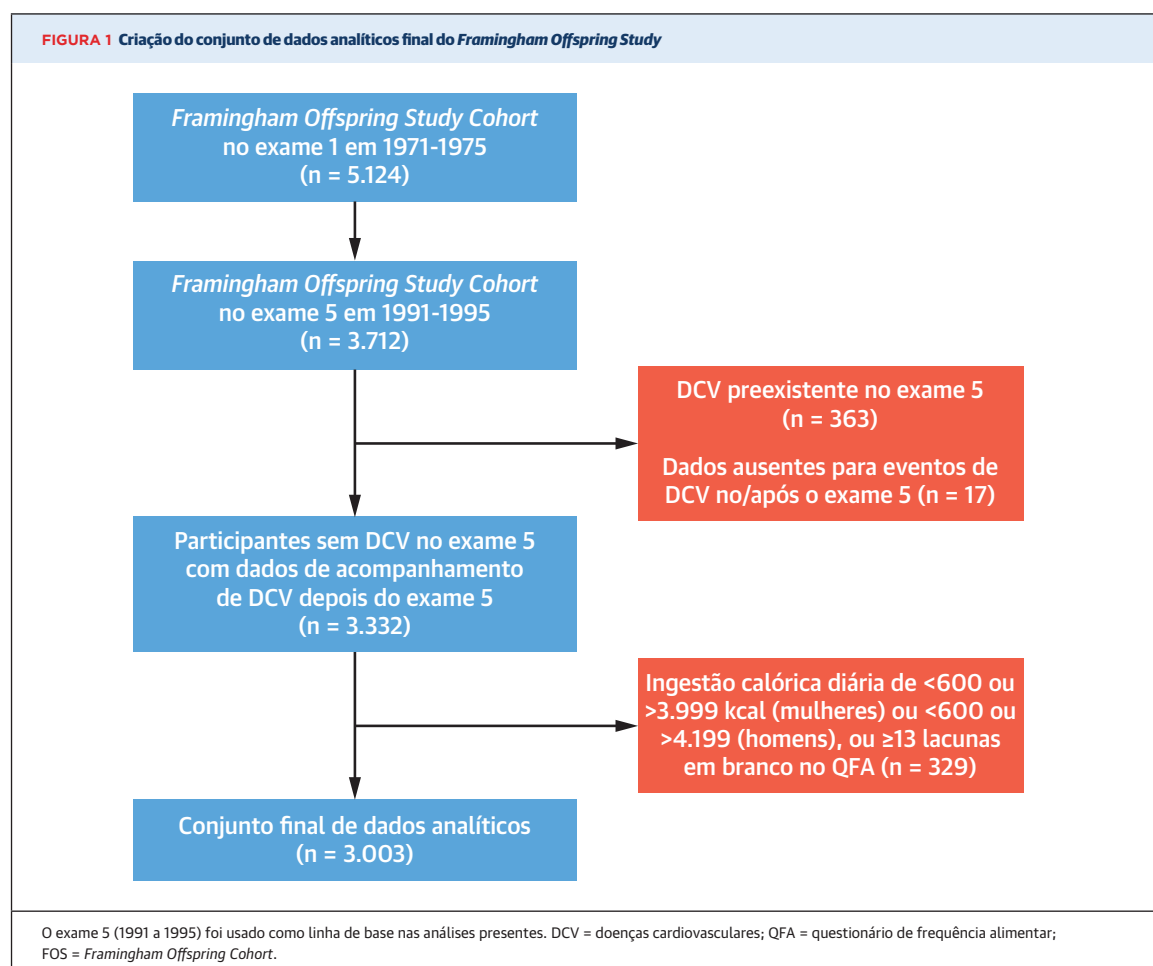 FIGURA 1 Criação do conjunto de dados analíticos final do Framingham Offspring Study
Framingham Offspring Study Cohort
no exame 1 em 1971-1975
(n = 5.124)
Framingham Offspring Study Cohort
no exame 5 em 1991-1995
(n = 3.712)
DCV preexistente no exame 5
(n = 363)
Dados ausentes para eventos de
DCV no/após o exame 5 (n = 17)
Participantes sem DCV no exame 5
com dados de acompanhamento
de DCV depois do exame 5
(n = 3.332)
Ingestão calórica diária de <600 ou
>3.999 kcal (mulheres) ou <600 ou
>4.199 (homens), ou ≥13 lacunas
em branco no QFA (n = 329)
Conjunto final de dados analíticos
(n = 3.003)
O exame 5 (1991 a 1995) foi usado como linha de base nas análises presentes. DCV = doenças cardiovasculares; QFA = questionário de frequência alimentar;
FOS = Framingham Offspring Cohort.